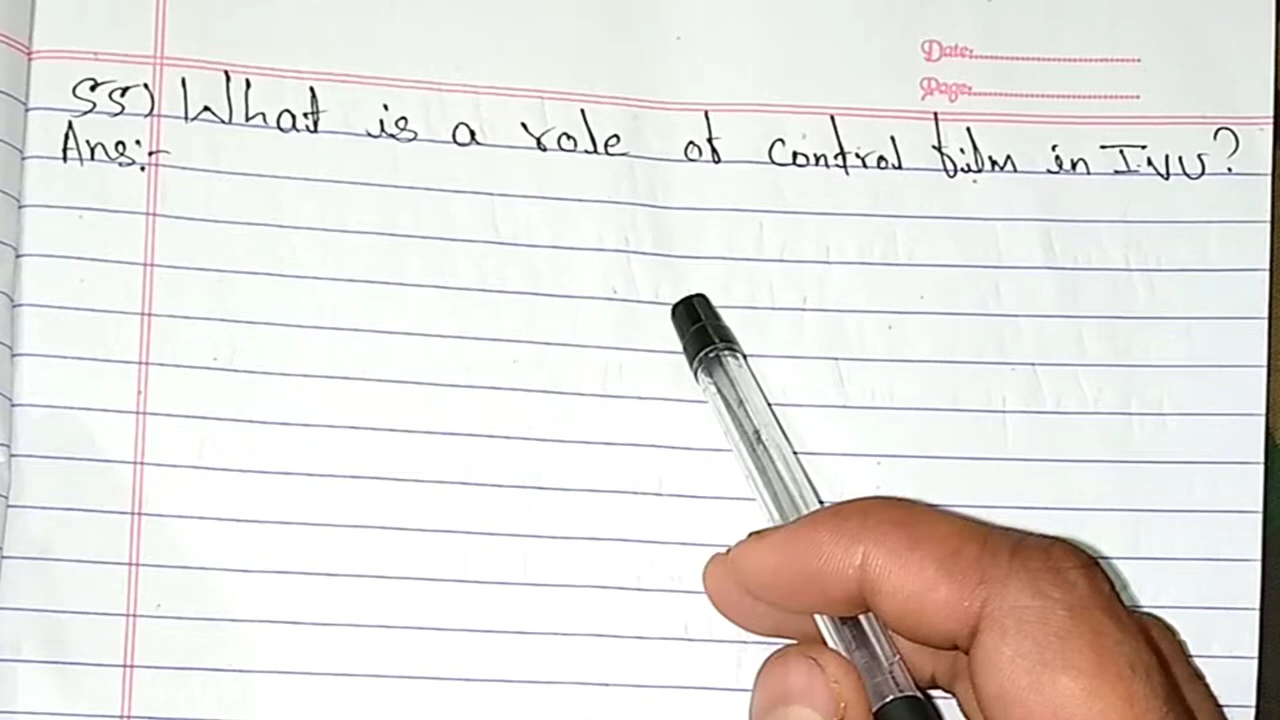 Date:
Page:
55) What is a role of control film in IVU?
Ans:-